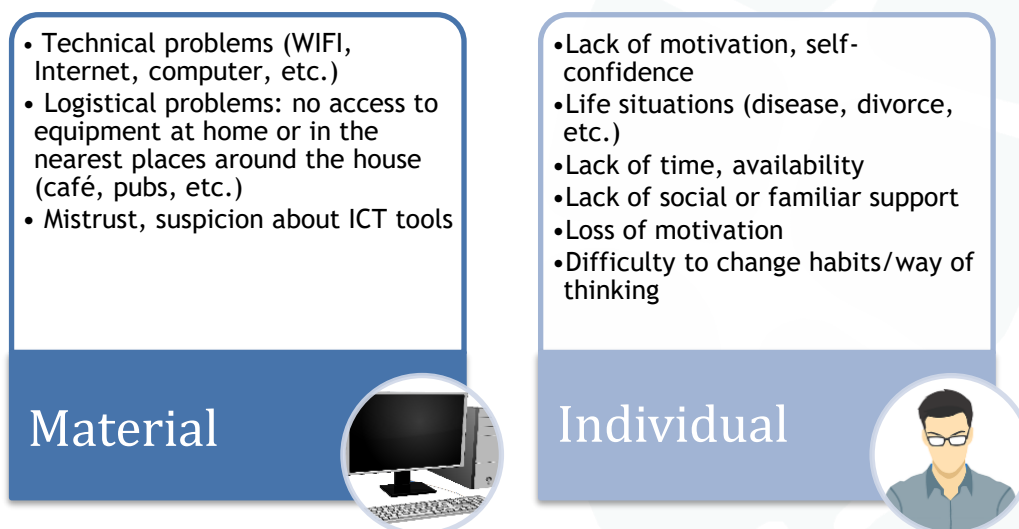 • Technical problems (WIFI,
Internet, computer, etc.)
• Logistical problems: no access to
equipment at home or in the
nearest places around the house
(café, pubs, etc.)
• Mistrust, suspicion about ICT tools
Material
•Lack of motivation, self-
confidence
•Life situations (disease, divorce,
etc.)
•Lack of time, availability
•Lack of social or familiar support
•Loss of motivation
•Difficulty to change habits/way of
thinking
Individual